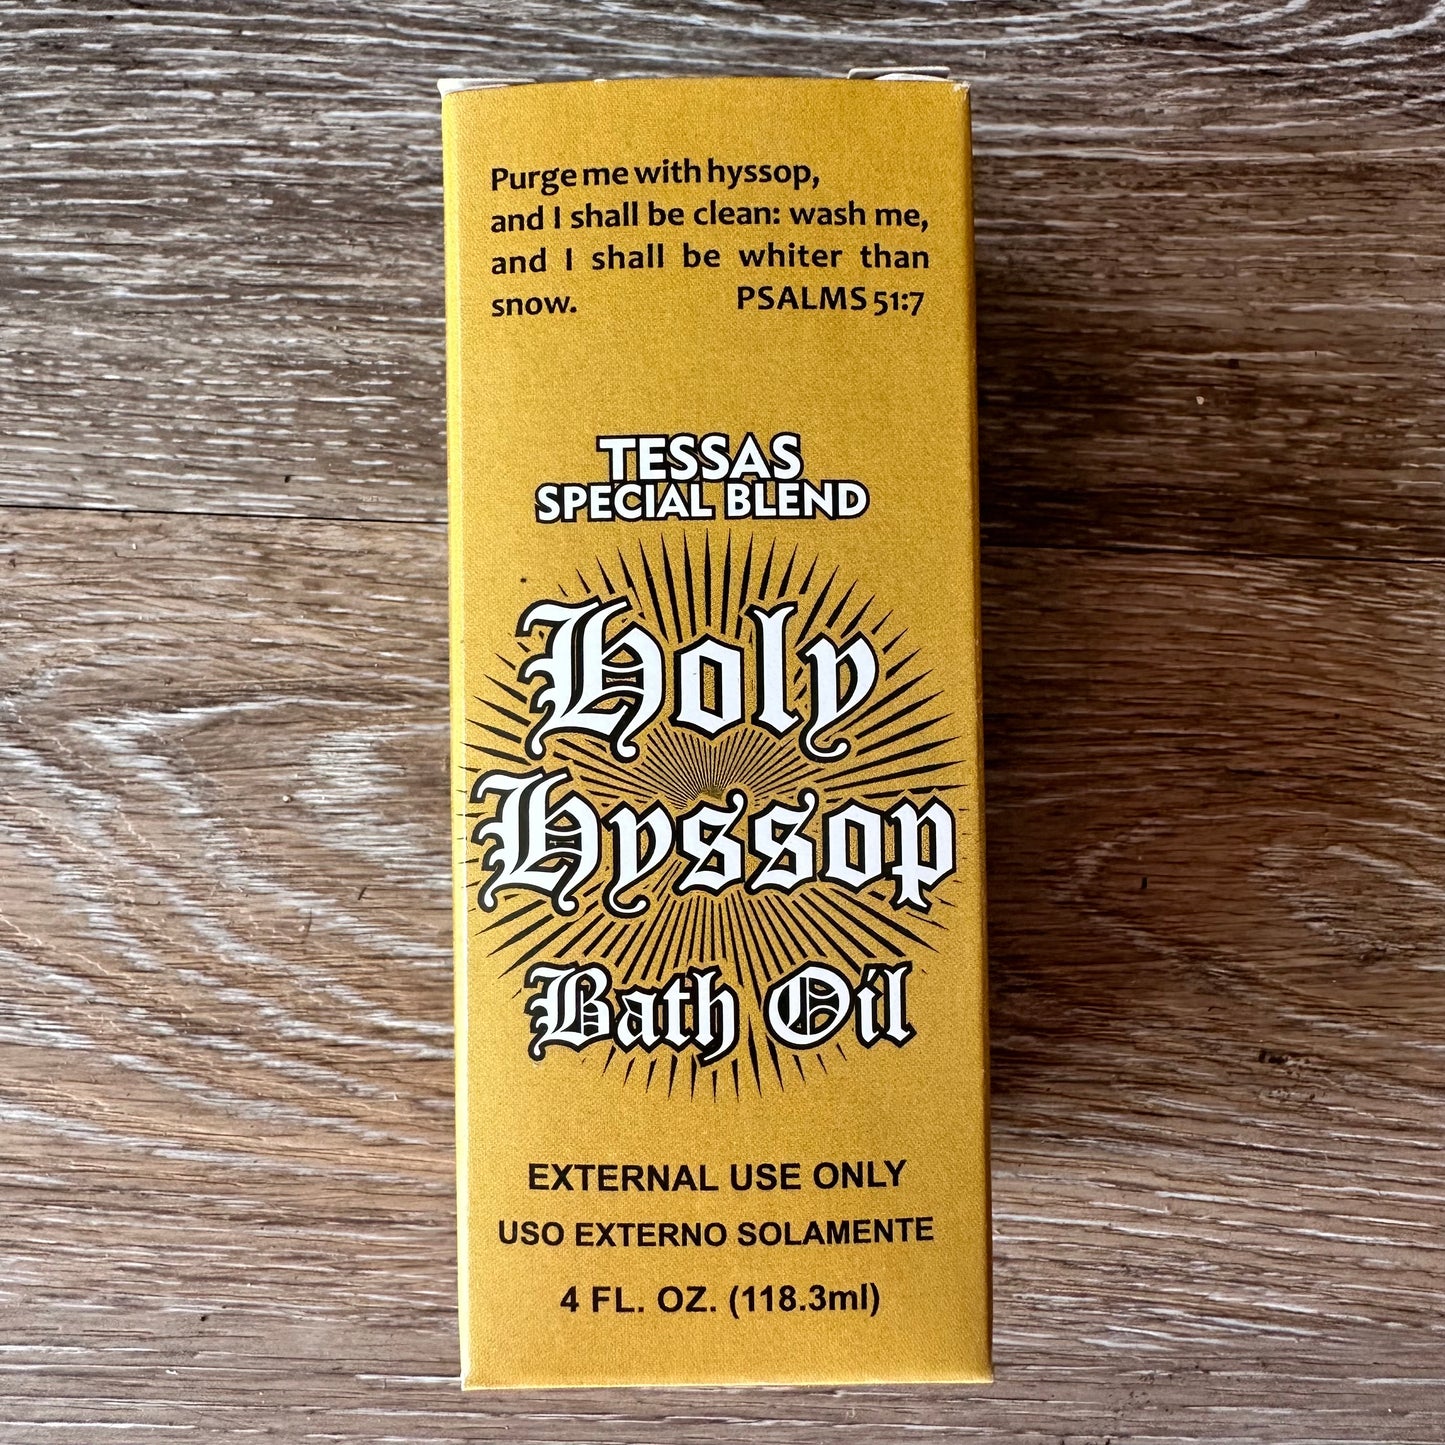 Purge me with hyssop,
and I shall be clean: wash me,
and I shall be whiter than
snow. PSALMS 51:7
TESSAS
SPECIAL BLEND
Holy
Hyssop
Bath Oil
EXTERNAL USE ONLY
USO EXTERNO SOLAMENTE
4 FL. OZ. (118.3ml)